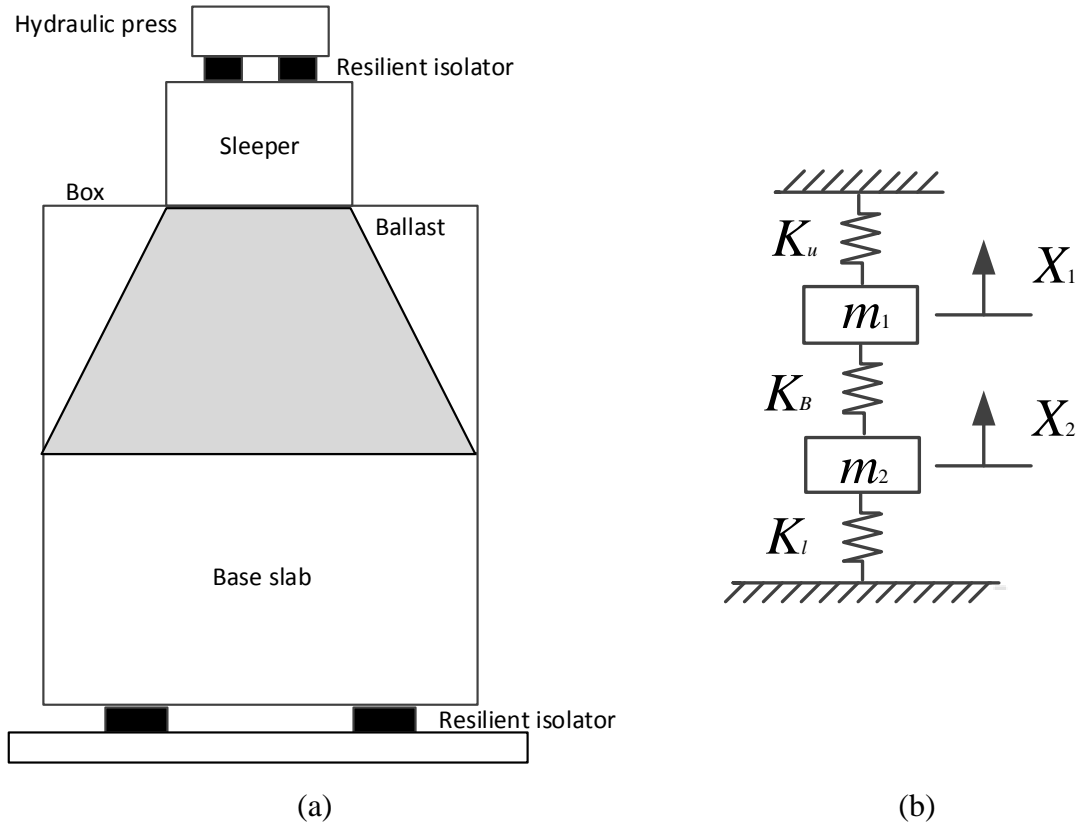 Hydraulic press
Resilient isolator
Sleeper
Box
Ballast
Base slab
Resilient isolator
(a)
Ku
m1
X1
KB
X2
m2
Kl
(b)